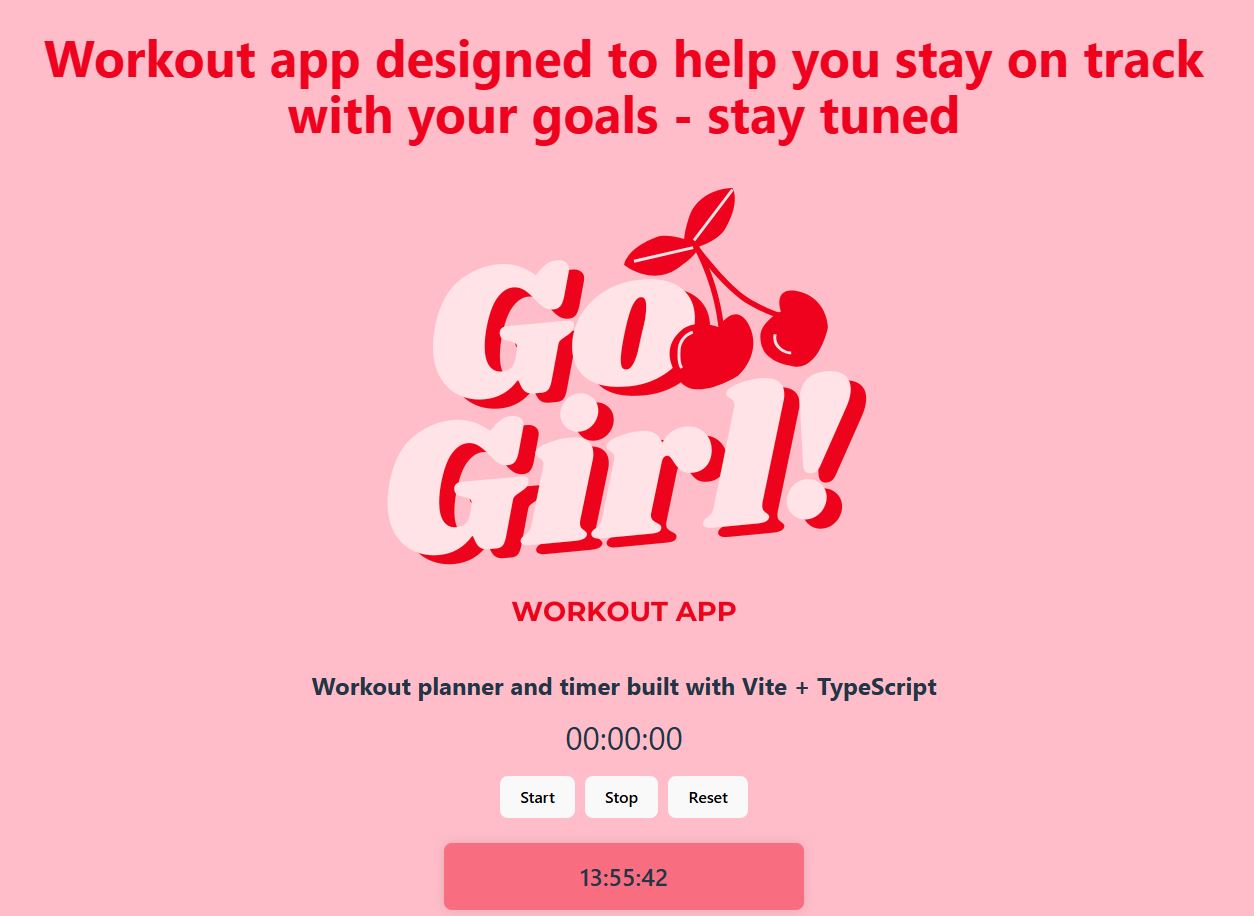 Workout app designed to help you stay on track
with your goals - stay tuned
Go
Girl!
WORKOUT APP
Workout planner and timer built with Vite + TypeScript
00:00:00
Start Stop Reset
13:55:42